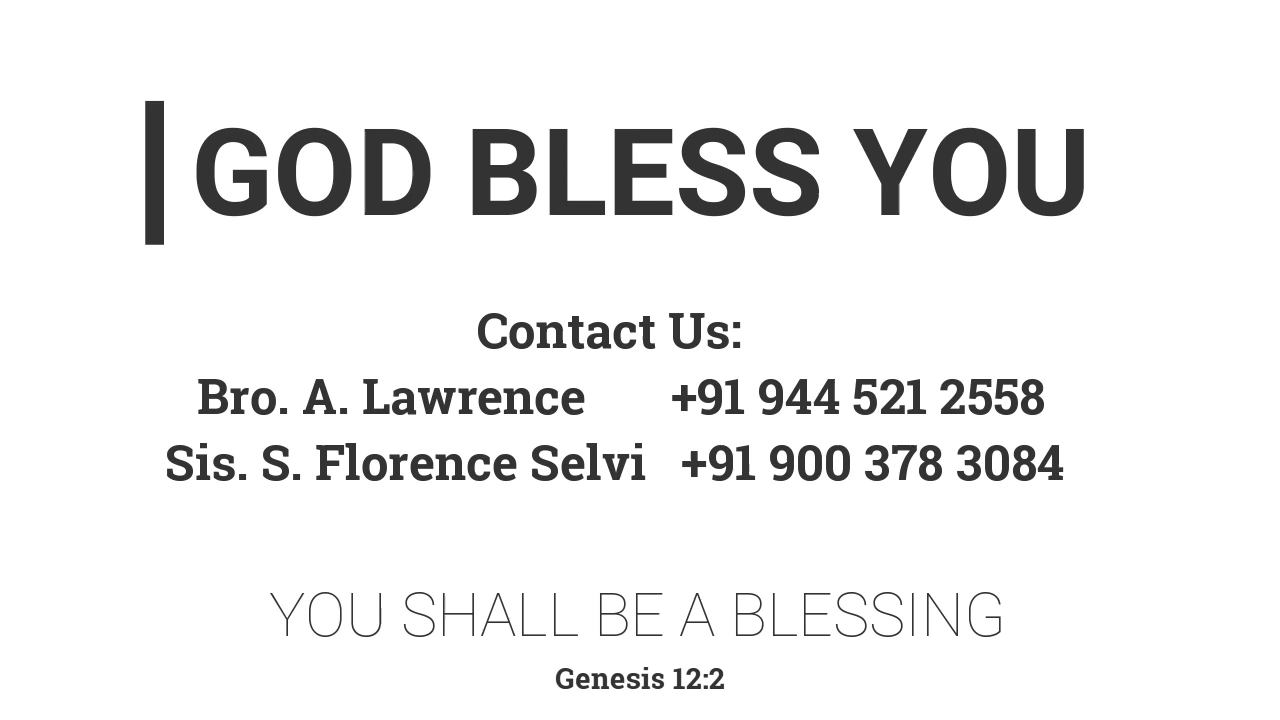 GOD BLESS YOU
Contact Us:
Bro. A. Lawrence +91 944 521 2558
Sis. S. Florence Selvi +91 900 378 3084
YOU SHALL BE A BLESSING
Genesis 12:2